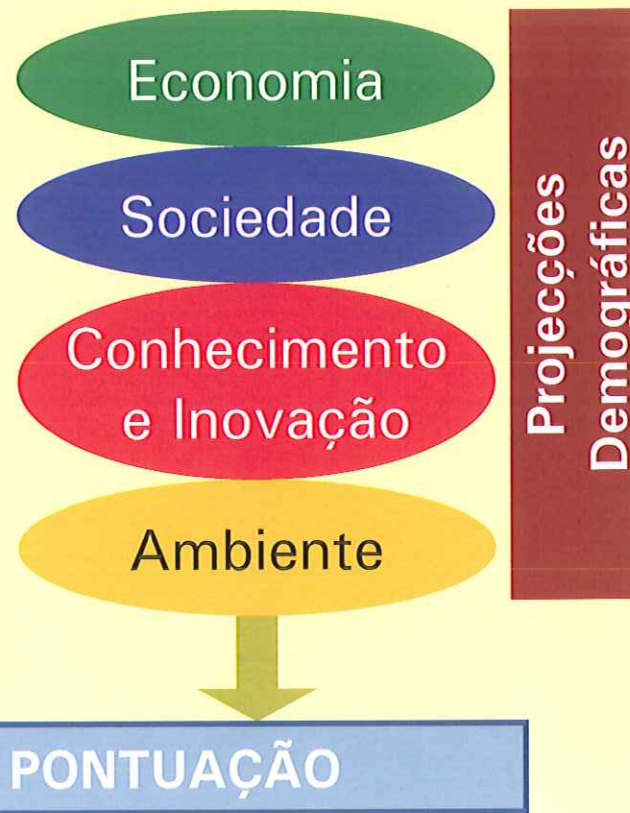 Economia
Sociedade
Conhecimento
e Inovação
Ambiente
Projecções
Demográficas
PONTUAÇÃO